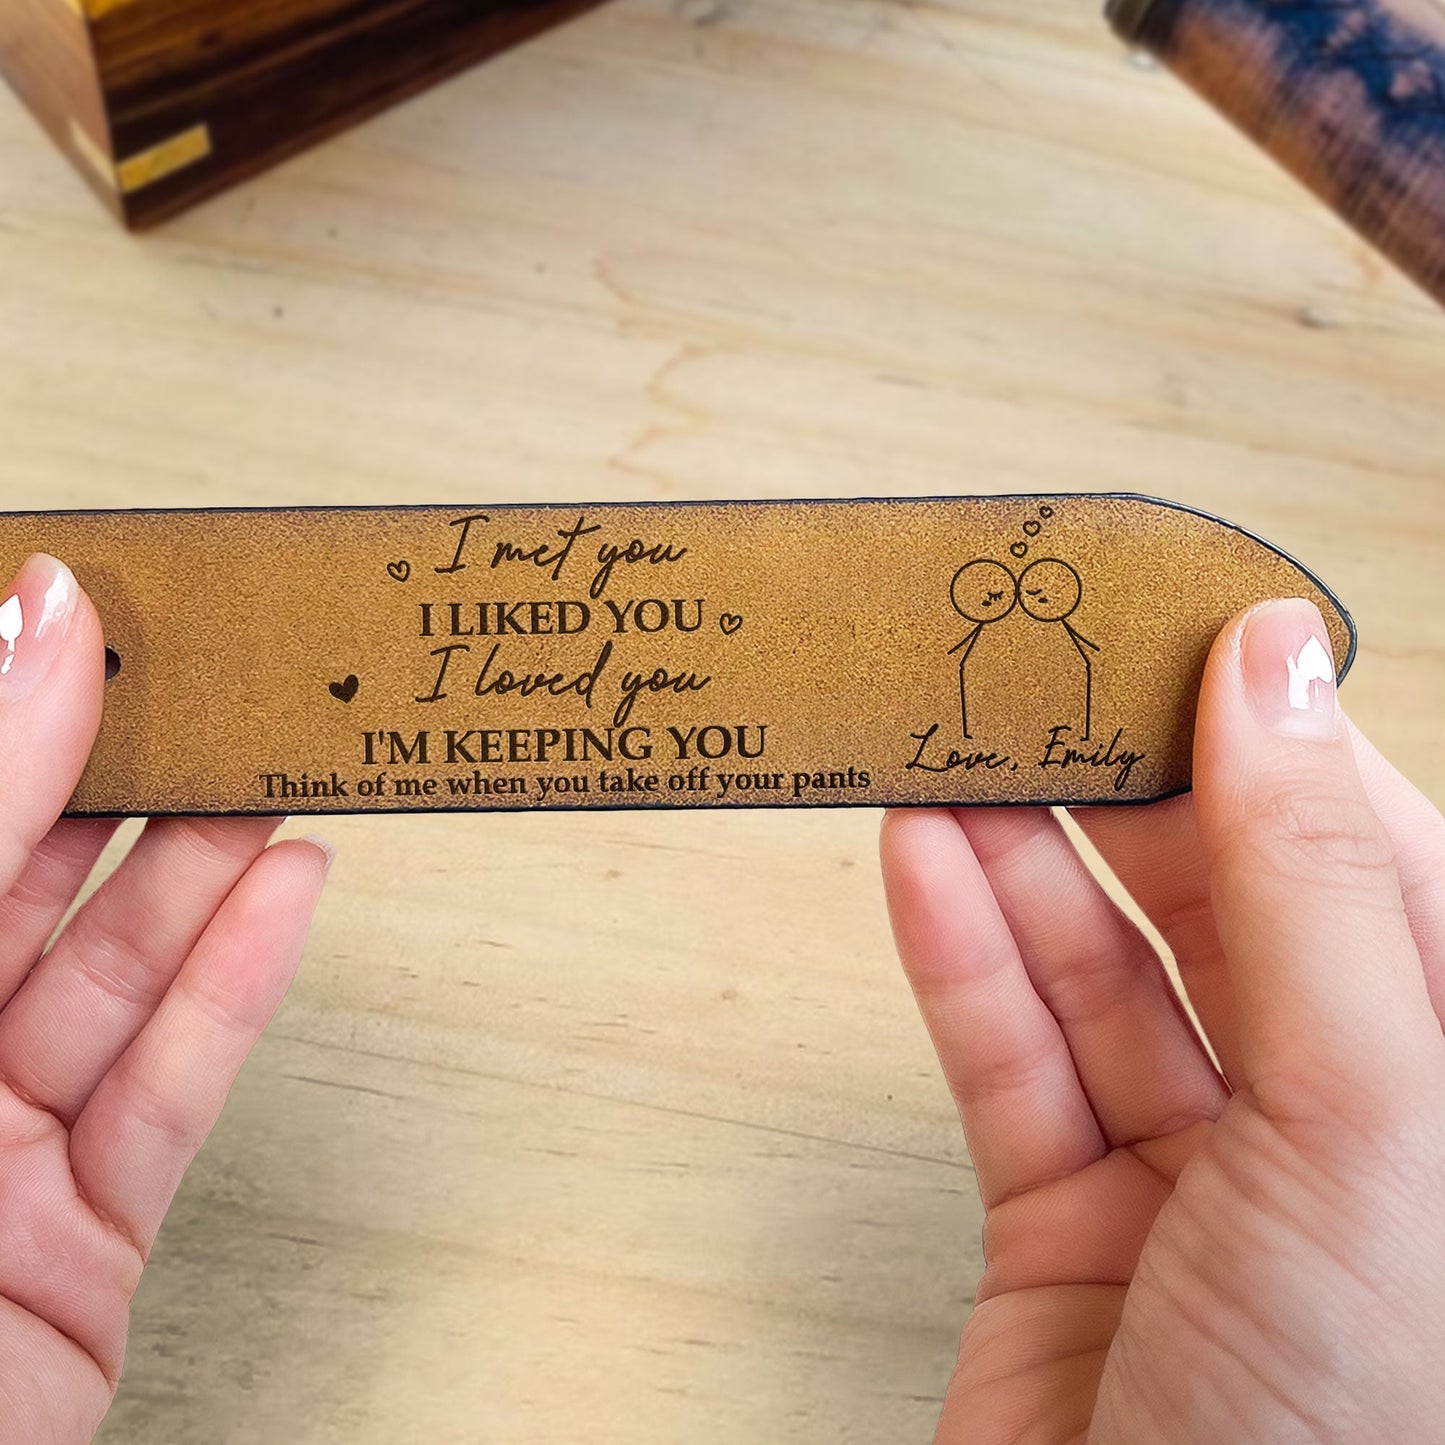 I met you
I LIKED YOU
I loved you
I'M KEEPING YOU
Think of me when you take off your pants
Love, Emily